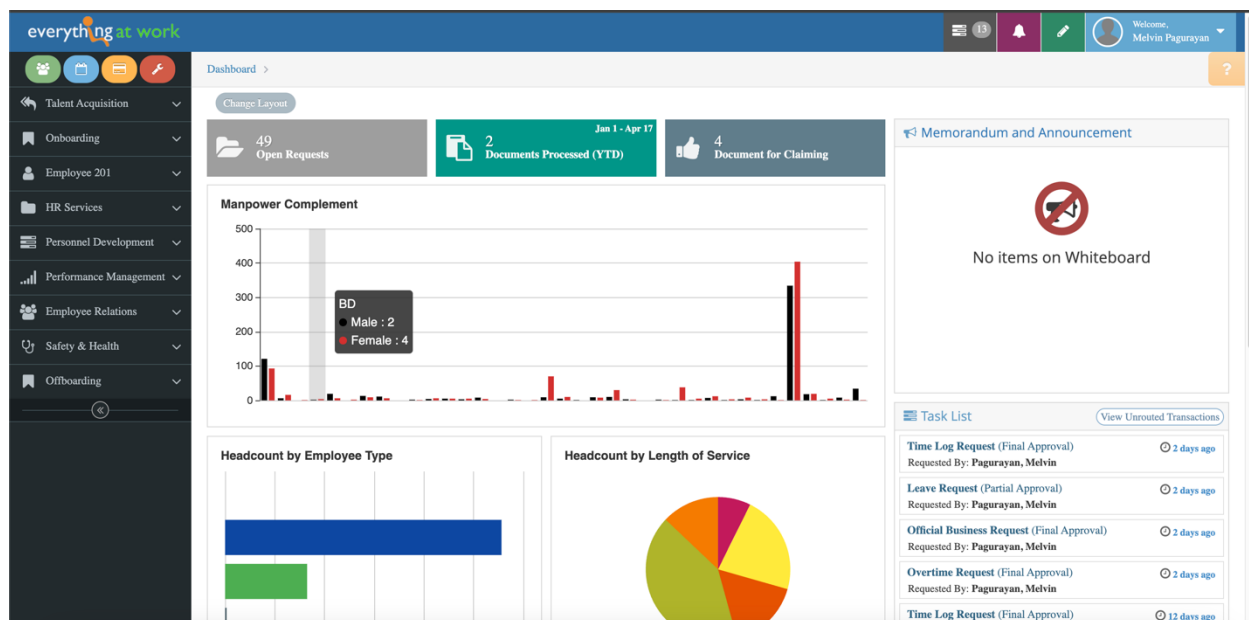 everything at work
13
Welcome,
Melvin Pagurayan
Dashboard >
?
Talent Acquisition
Onboarding
Employee 201
HR Services
Personnel Development
Performance Management
Employee Relations
Safety & Health
Offboarding
Change Layout
49
Open Requests
Jan 1 - Apr 17
2
Documents Processed (YTD)
4
Document for Claiming
Manpower Complement
500
400
300
200
100
0
BD
Male : 2
Female : 4
Headcount by Employee Type
Headcount by Length of Service
Memorandum and Announcement
No items on Whiteboard
Task List
View Unrouted Transactions
Time Log Request (Final Approval)
2 days ago
Requested By: Pagurayan, Melvin
Leave Request (Partial Approval)
2 days ago
Requested By: Pagurayan, Melvin
Official Business Request (Final Approval)
2 days ago
Requested By: Pagurayan, Melvin
Overtime Request (Final Approval)
2 days ago
Requested By: Pagurayan, Melvin
Time Log Request (Final Approval)
12 days ago